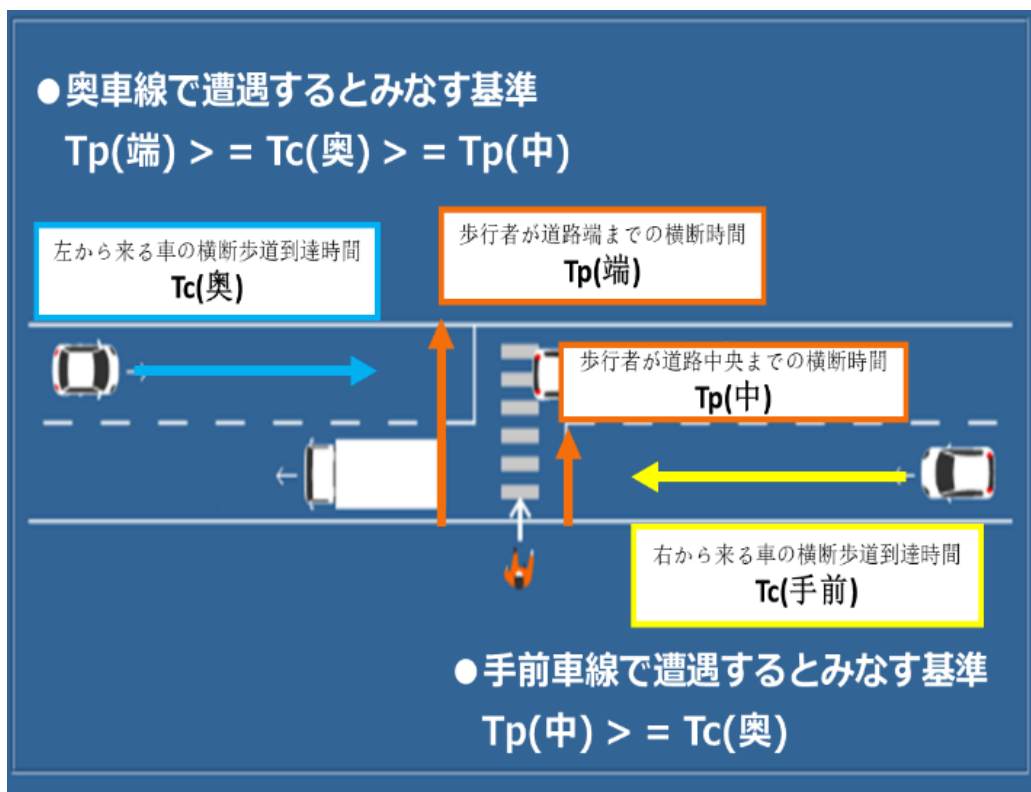 ●奥車線で遭遇するとみなす基準
Tp(端) > = Tc(奥) > = Tp(中)
左から来る車の横断歩道到達時間
Tc(奥)
歩行者が道路端までの横断時間
Tp(端)
歩行者が道路中央までの横断時間
Tp(中)
右から来る車の横断歩道到達時間
Tc(手前)
●手前車線で遭遇するとみなす基準
Tp(中) > = Tc(奥)